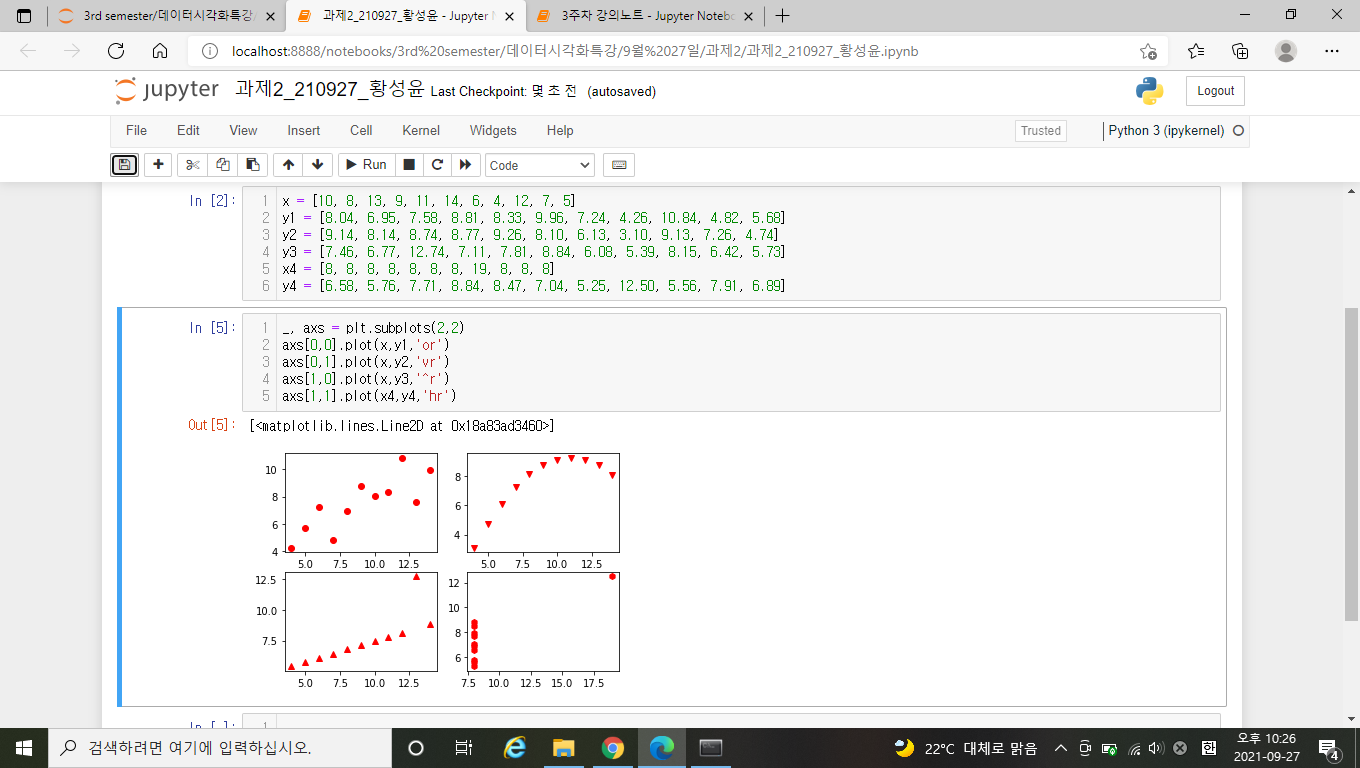 3rd semester/데이터시각화특강/
과제2_210927_황성윤 - Jupyter N
3주차 강의노트 - Jupyter Notebo
localhost:8888/notebooks/3rd%20semester/데이터시각화특강/9월%2027일/과제2/과제2_210927_황성윤.ipynb
jupyter 과제2_210927_황성윤 Last Checkpoint: 몇 초 전 (autosaved)
Logout
File Edit View Insert Cell Kernel Widgets Help
Trusted
Python 3 (ipykernel)
Run
Code
In [2]:
1 x = [10, 8, 13, 9, 11, 14, 6, 4, 12, 7, 5]
2 y1 = [8.04, 6.95, 7.58, 8.81, 8.33, 9.96, 7.24, 4.26, 10.84, 4.82, 5.68]
3 y2 = [9.14, 8.14, 8.74, 8.77, 9.26, 8.10, 6.13, 3.10, 9.13, 7.26, 4.74]
4 y3 = [7.46, 6.77, 12.74, 7.11, 7.81, 8.84, 6.08, 5.39, 8.15, 6.42, 5.73]
5 x4 = [8, 8, 8, 8, 8, 8, 8, 19, 8, 8, 8]
6 y4 = [6.58, 5.76, 7.71, 8.84, 8.47, 7.04, 5.25, 12.50, 5.56, 7.91, 6.89]
In [5]:
1 _, axs = plt.subplots(2,2)
2 axs[0,0].plot(x,y1,'or')
3 axs[0,1].plot(x,y2,'vr')
4 axs[1,0].plot(x,y3,'^r')
5 axs[1,1].plot(x4,y4,'hr')
Out[5]: [<matplotlib.lines.Line2D at 0x18a83ad3460>]
10
8
6
4
5.0 7.5 10.0 12.5
8
6
4
5.0 7.5 10.0 12.5
12.5
10.0
7.5
5.0 7.5 10.0 12.5
12
10
8
6
7.5 10.0 12.5 15.0 17.5
In [ ]:
1
검색하려면 여기에 입력하십시오.
22°C 대체로 맑음
한
오후 10:26
2021-09-27
4